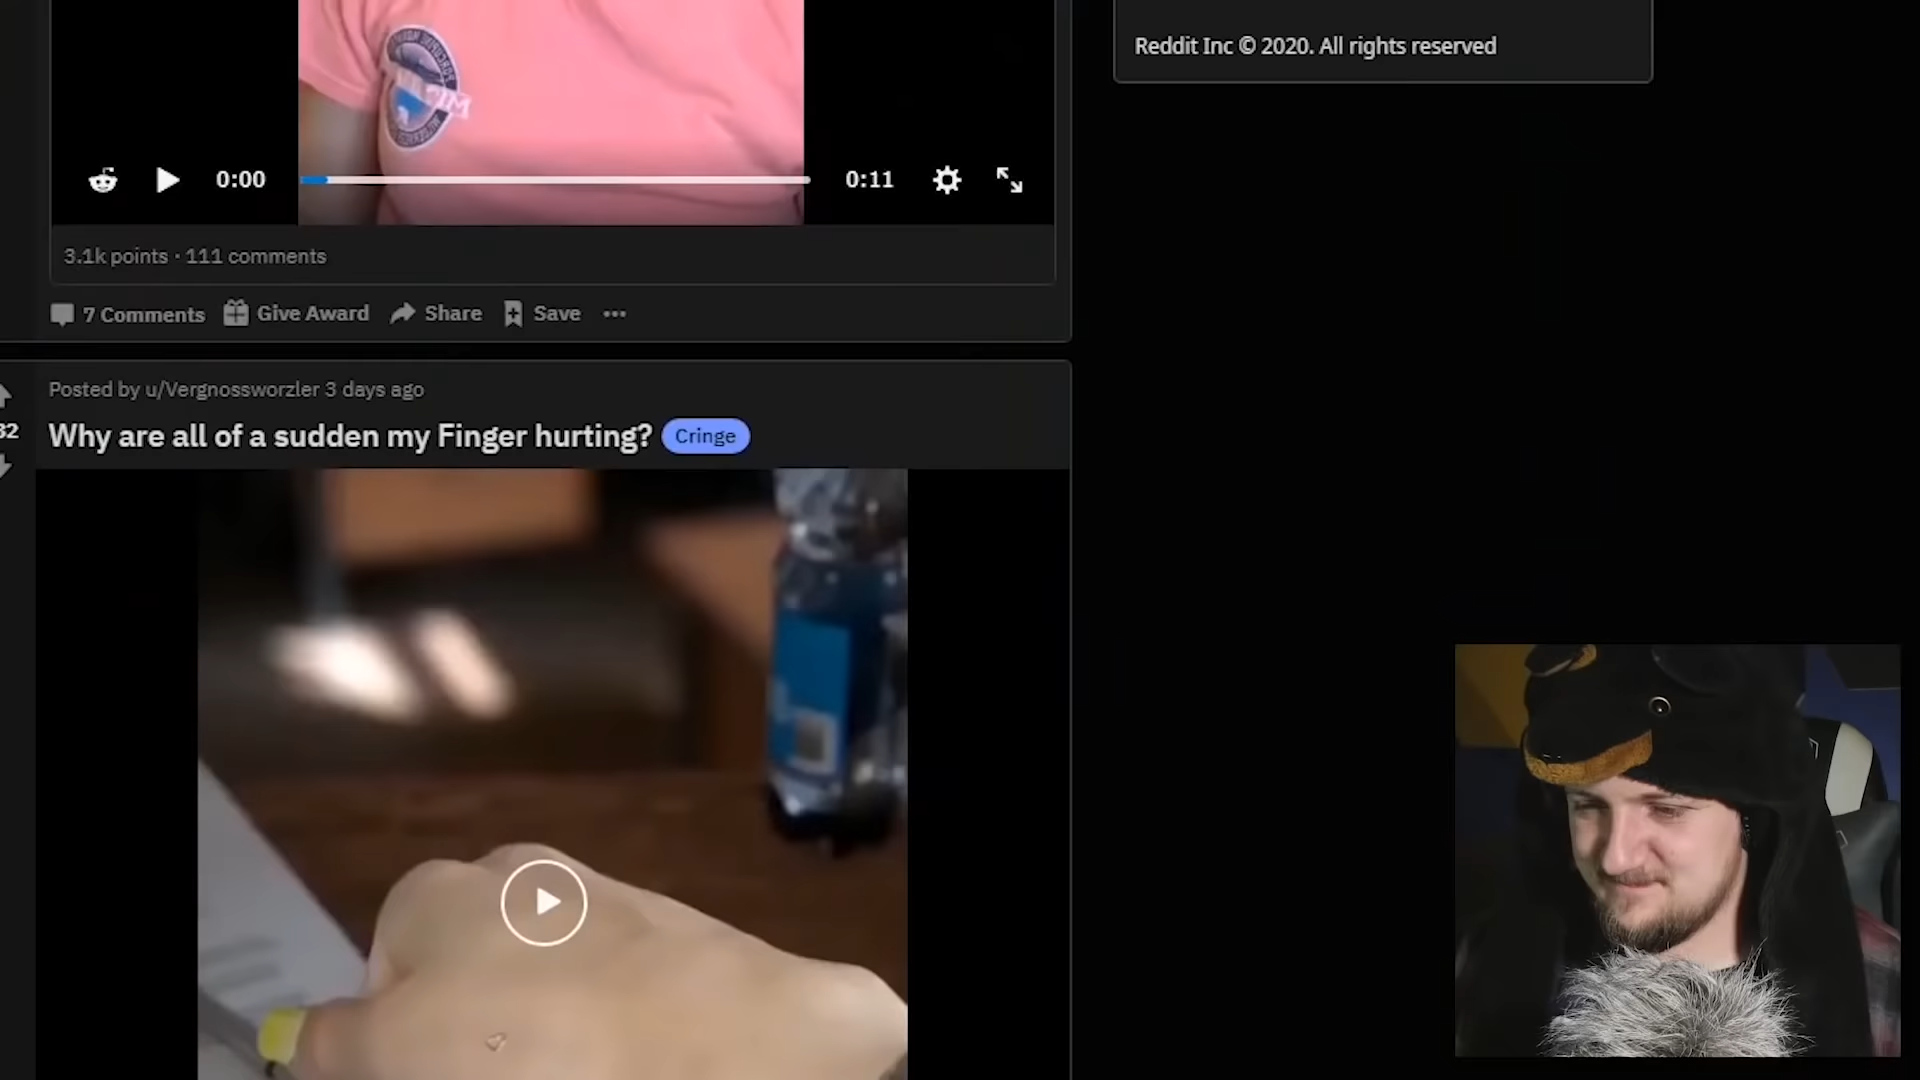 Reddit Inc © 2020. All rights reserved
0:00
0:11
3.1k points · 111 comments
7 Comments
Give Award
Share
Save
Posted by u/Vergnossworzler 3 days ago
Why are all of a sudden my Finger hurting?
Cringe
32